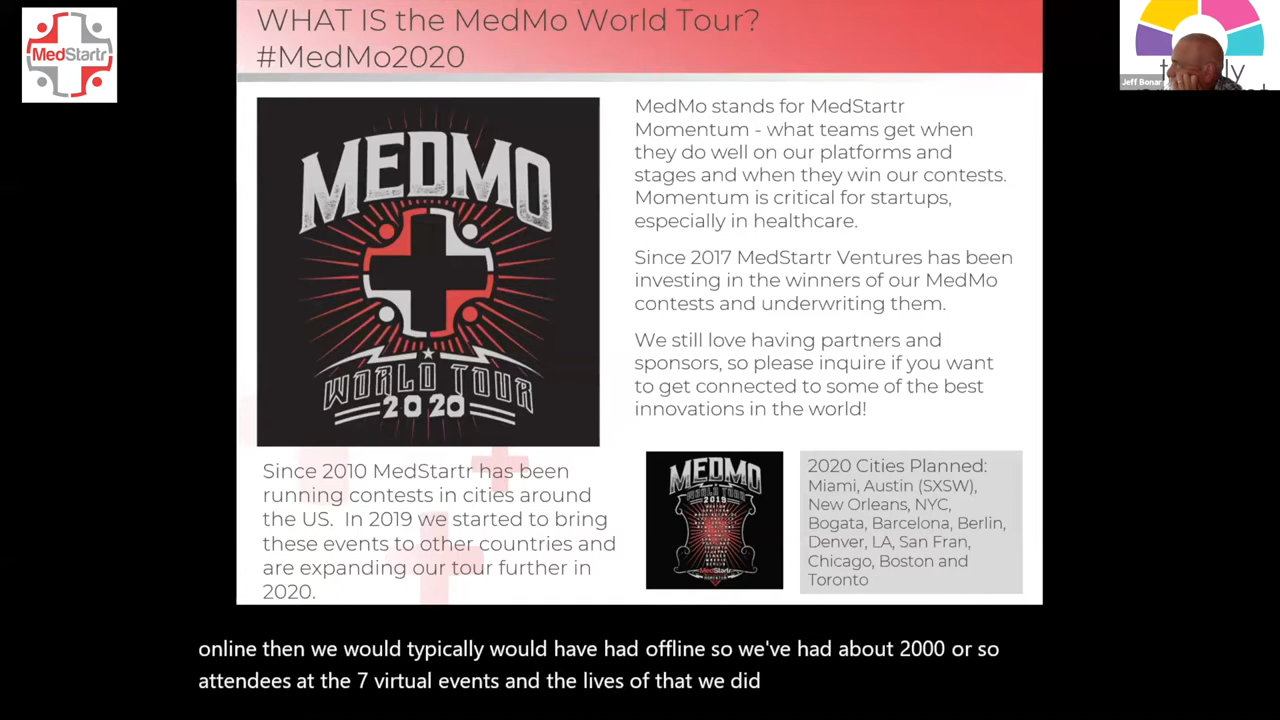 WHAT IS the MedMo World Tour?
#MedMo2020
MedStartr
Jeff Bonar
MEDMO
WORLD TOUR
2020
MedMo stands for MedStartr
Momentum - what teams get when
they do well on our platforms and
stages and when they win our contests.
Momentum is critical for startups,
especially in healthcare.
Since 2017 MedStartr Ventures has been
investing in the winners of our MedMo
contests and underwriting them.
We still love having partners and
sponsors, so please inquire if you want
to get connected to some of the best
innovations in the world!
Since 2010 MedStartr has been
running contests in cities around
the US. In 2019 we started to bring
these events to other countries and
are expanding our tour further in
2020.
MEDMO
WORLD TOUR
2019
MedStartr
2020 Cities Planned:
Miami, Austin (SXSW),
New Orleans, NYC,
Bogata, Barcelona, Berlin,
Denver, LA, San Fran,
Chicago, Boston and
Toronto
online then we would typically would have had offline so we've had about 2000 or so
attendees at the 7 virtual events and the lives of that we did